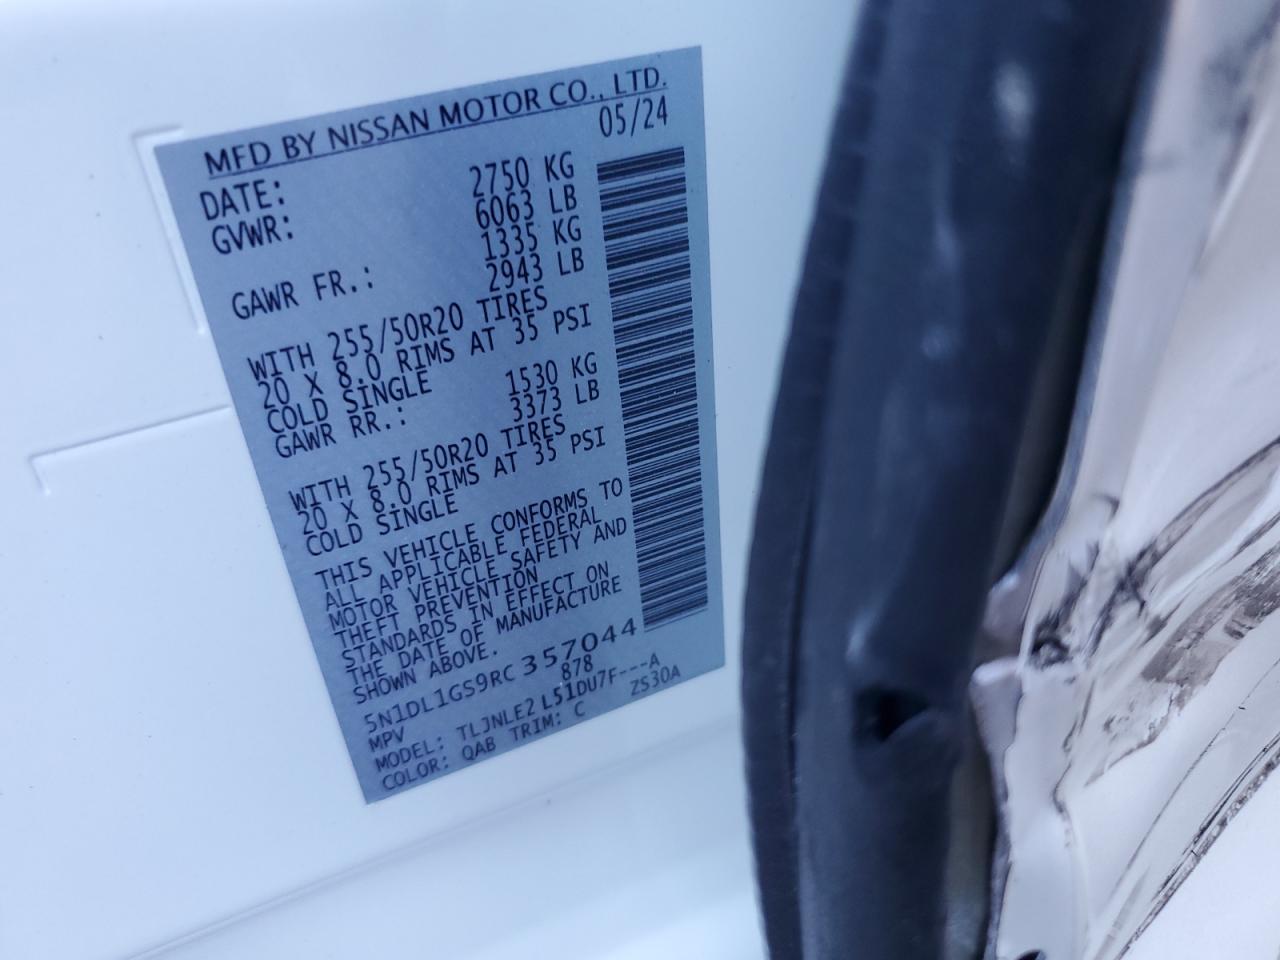 MFD BY NISSAN MOTOR CO., LTD.
DATE: 05/24
GVWR: 2750 KG
6063 LB
GAWR FR.: 1335 KG
2943 LB
WITH 255/50R20 TIRES
20 X 8.0 RIMS AT 35 PSI
COLD SINGLE
GAWR RR.: 1530 KG
3373 LB
WITH 255/50R20 TIRES
20 X 8.0 RIMS AT 35 PSI
COLD SINGLE
THIS VEHICLE CONFORMS TO
ALL APPLICABLE FEDERAL
MOTOR VEHICLE SAFETY AND
THEFT PREVENTION
STANDARDS IN EFFECT ON
THE DATE OF MANUFACTURE
SHOWN ABOVE.
5N1DL1GS9RC357044
MPV 878
MODEL: TLJNLE2 L51DU7F---A
COLOR: QAB TRIM: C ZS30A